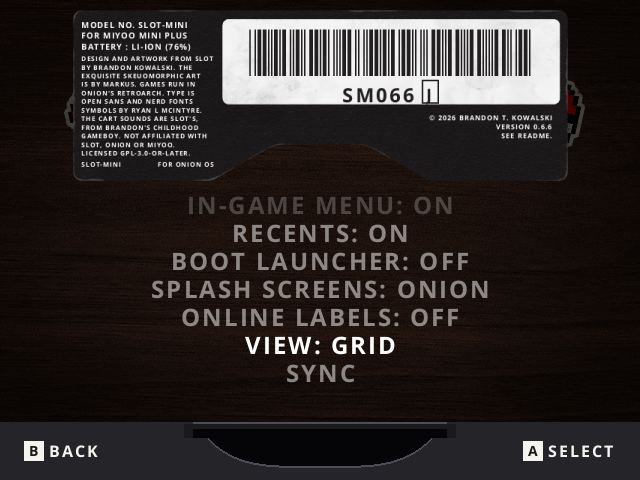 MODEL NO. SLOT-MINI
FOR MIYOO MINI PLUS
BATTERY : LI-ION (76%)
DESIGN AND ARTWORK FROM SLOT
BY BRANDON KOWALSKI. THE
EXQUISITE SKEUOMORPHIC ART
IS BY MARKUS. GAMES RUN IN
ONION'S RETROARCH. TYPE IS
OPEN SANS AND NERD FONTS
SYMBOLS BY RYAN L MCINTYRE.
THE CART SOUNDS ARE SLOT'S,
FROM BRANDON'S CHILDHOOD
GAMEBOY. NOT AFFILIATED WITH
SLOT, ONION OR MIYOO.
LICENSED GPL-3.0-OR-LATER.
SLOT-MINI FOR ONION OS
SM066 J
© 2026 BRANDON T. KOWALSKI
VERSION 0.6.6
SEE README.
IN-GAME MENU: ON
RECENTS: ON
BOOT LAUNCHER: OFF
SPLASH SCREENS: ONION
ONLINE LABELS: OFF
VIEW: GRID
SYNC
B BACK
A SELECT